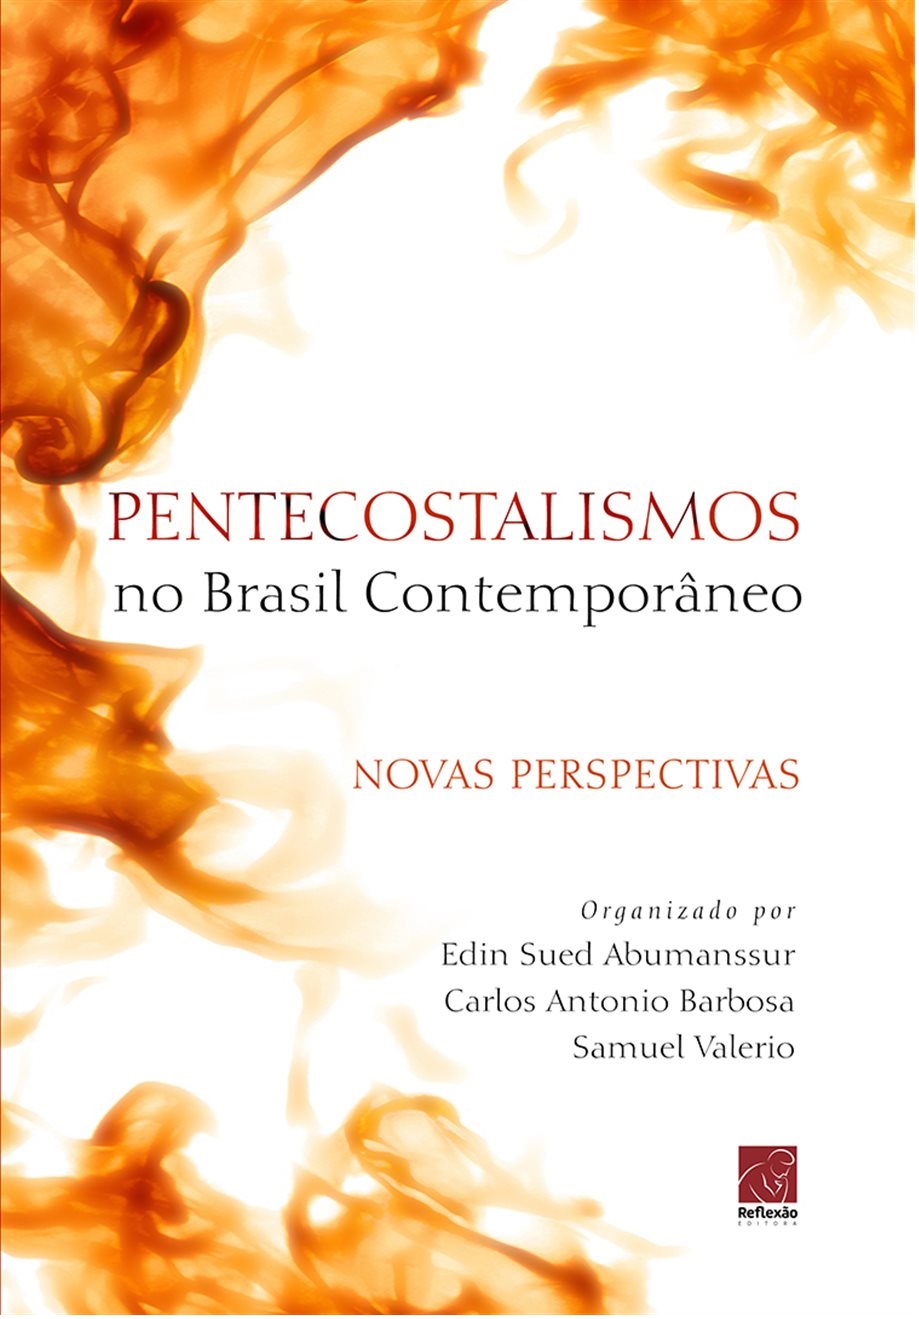 PENTECOSTALISMOS
no Brasil Contemporâneo
NOVAS PERSPECTIVAS
Organizado por
Edin Sued Abumanssur
Carlos Antonio Barbosa
Samuel Valerio
Reflexão
EDITORA